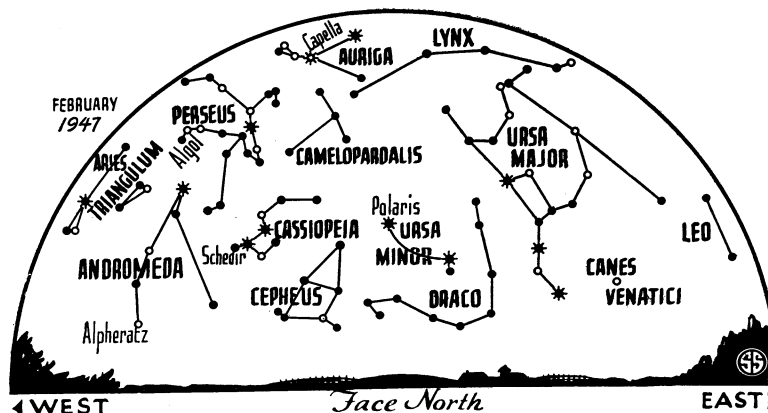 Capella
AURIGA
LYNX
FEBRUARY
1947
PERSEUS
Algol
ARIES
TRIANGULUM
CAMELOPARDALIS
URSA
MAJOR
Polaris
URSA
MINOR
CASSIOPEIA
Schedir
LEO
ANDROMEDA
CEPHEUS
DRACO
CANES
VENATICI
Alpheratz
SS
WEST
Face North
EAST